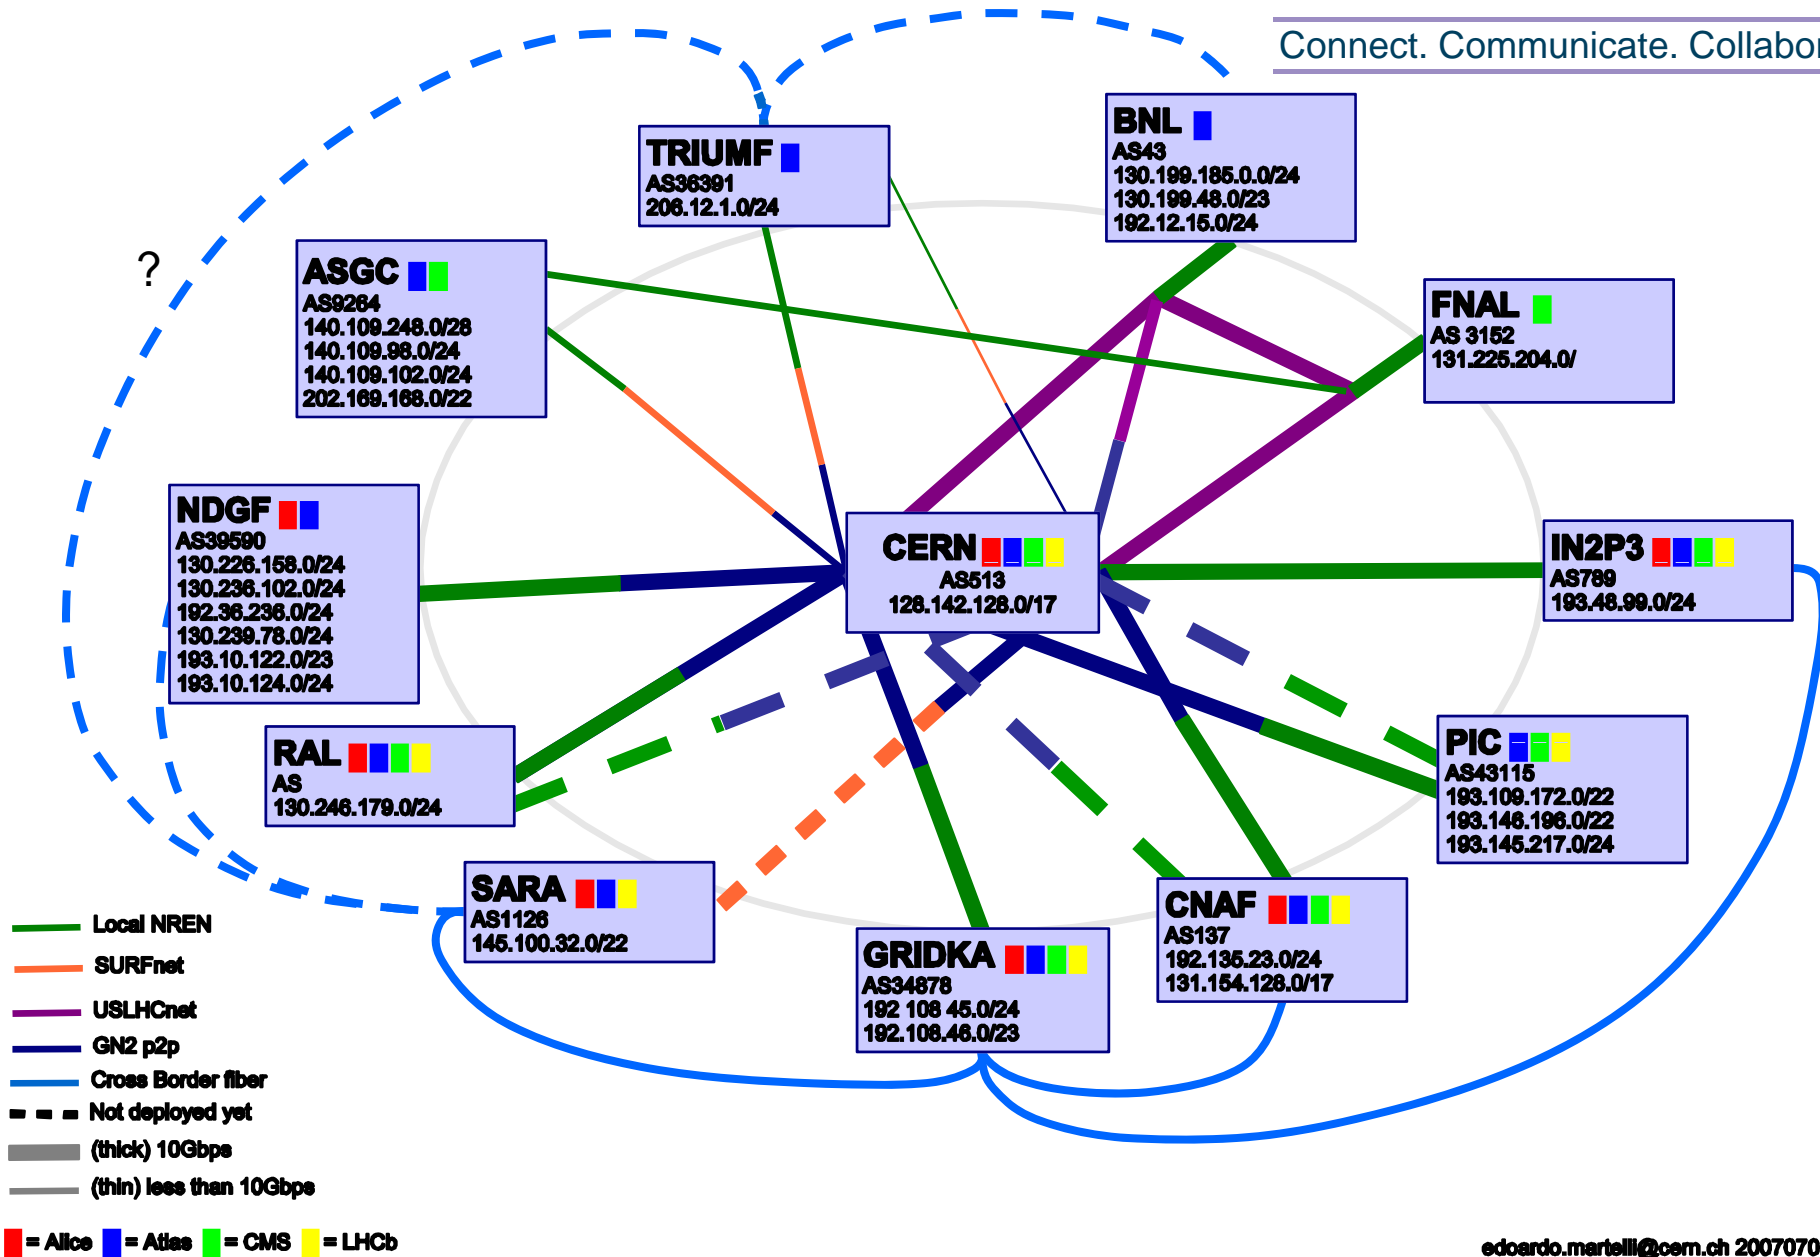 Connect. Communicate. Collabor
TRIUMF
AS36391
206.12.1.0/24
BNL
AS43
130.199.185.0.0/24
130.199.48.0/23
192.12.15.0/24
?
ASGC
AS9264
140.109.248.0/28
140.109.98.0/24
140.109.102.0/24
202.169.168.0/22
FNAL
AS 3152
131.225.204.0/
NDGF
AS39590
130.226.158.0/24
130.236.102.0/24
192.36.236.0/24
130.239.78.0/24
193.10.122.0/23
193.10.124.0/24
CERN
AS513
128.142.128.0/17
IN2P3
AS789
193.48.99.0/24
RAL
AS
130.246.179.0/24
PIC
AS43115
193.109.172.0/22
193.146.196.0/22
193.145.217.0/24
SARA
AS1126
145.100.32.0/22
GRIDKA
AS34878
192 108 45.0/24
192.108.46.0/23
CNAF
AS137
192.135.23.0/24
131.154.128.0/17
Local NREN
SURFnet
USLHCnet
GN2 p2p
Cross Border fiber
Not deployed yet
(thick) 10Gbps
(thin) less than 10Gbps
= Alice = Atlas = CMS = LHCb
edoardo.martelli@cern.ch 2007070